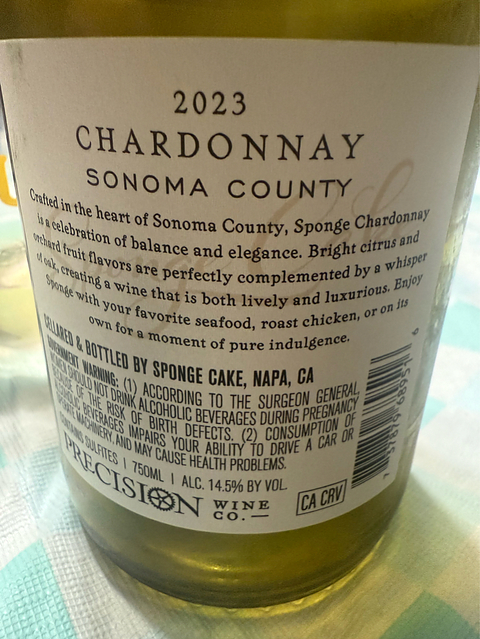 2023
CHARDONNAY
SONOMA COUNTY
Crafted in the heart of Sonoma County, Sponge Chardonnay
is a celebration of balance and elegance. Bright citrus and
orchard fruit flavors are perfectly complemented by a whisper
of oak, creating a wine that is both lively and luxurious. Enjoy
Sponge with your favorite seafood, roast chicken, or on its
own for a moment of pure indulgence.
CELLARED & BOTTLED BY SPONGE CAKE, NAPA, CA
GOVERNMENT WARNING: (1) ACCORDING TO THE SURGEON GENERAL,
WOMEN SHOULD NOT DRINK ALCOHOLIC BEVERAGES DURING PREGNANCY
BECAUSE OF THE RISK OF BIRTH DEFECTS. (2) CONSUMPTION OF
ALCOHOLIC BEVERAGES IMPAIRS YOUR ABILITY TO DRIVE A CAR OR
OPERATE MACHINERY, AND MAY CAUSE HEALTH PROBLEMS.
CONTAINS SULFITES | 750ML | ALC. 14.5% BY VOL.
PRECISION WINE CO.
CA CRV